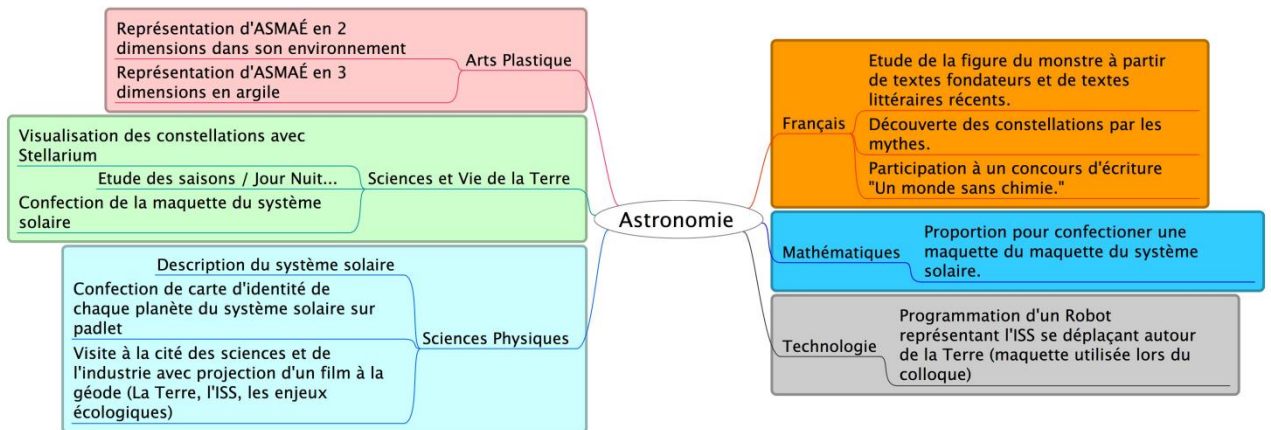 Représentation d'ASMAÉ en 2
dimensions dans son environnement
Représentation d'ASMAÉ en 3
dimensions en argile
Arts Plastique
Visualisation des constellations avec
Stellarium
Etude des saisons / Jour Nuit...
Confection de la maquette du système
solaire
Sciences et Vie de la Terre
Description du système solaire
Confection de carte d'identité de
chaque planète du système solaire sur
padlet
Visite à la cité des sciences et de
l'industrie avec projection d'un film à la
géode (La Terre, l'ISS, les enjeux
écologiques)
Sciences Physiques
Astronomie
Français
Etude de la figure du monstre à partir
de textes fondateurs et de textes
littéraires récents.
Découverte des constellations par les
mythes.
Participation à un concours d'écriture
"Un monde sans chimie."
Mathématiques
Proportion pour confectioner une
maquette du maquette du système
solaire.
Technologie
Programmation d'un Robot
représentant l'ISS se déplaçant autour
de la Terre (maquette utilisée lors du
colloque)